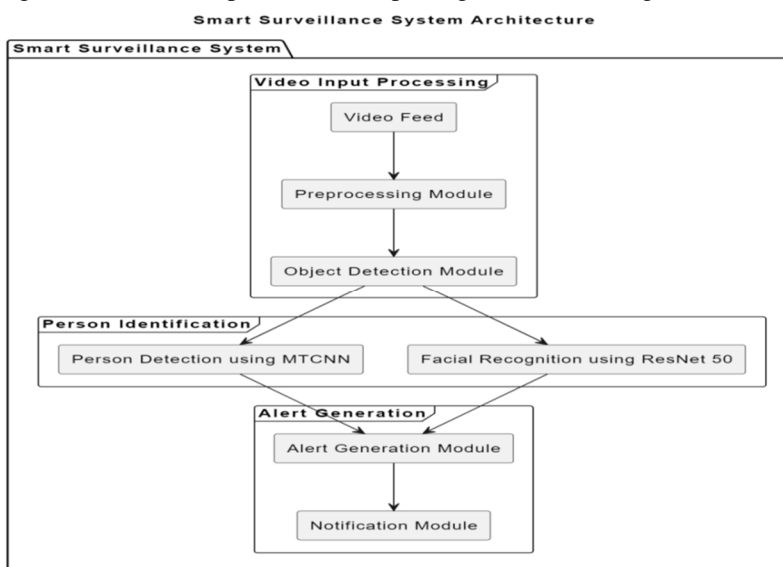 Smart Surveillance System Architecture
Smart Surveillance System
Video Input Processing
Video Feed
Preprocessing Module
Object Detection Module
Person Identification
Person Detection using MTCNN
Facial Recognition using ResNet 50
Alert Generation
Alert Generation Module
Notification Module